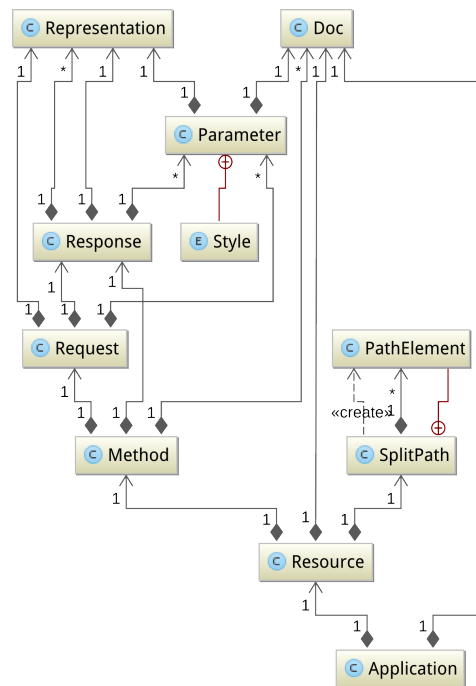 C Representation
C Doc
1 * 1 1 1 * 1 1
1 1
C Parameter
* *
1 1 1
C Response
E Style
1 1
1 1 1
C Request
C PathElement
1
*
«create»
1
1 1 1
C Method
C SplitPath
1 1
1 1 1
C Resource
1
1 1
C Application